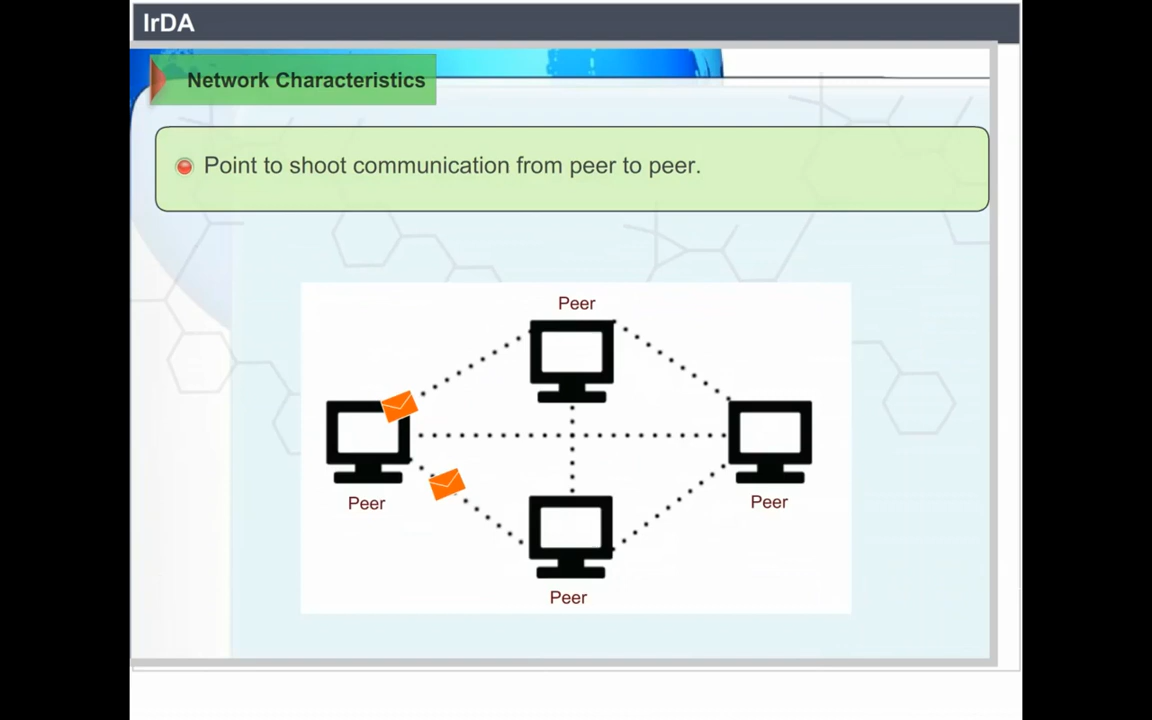 IrDA
Network Characteristics
Point to shoot communication from peer to peer.
Peer
Peer
Peer
Peer